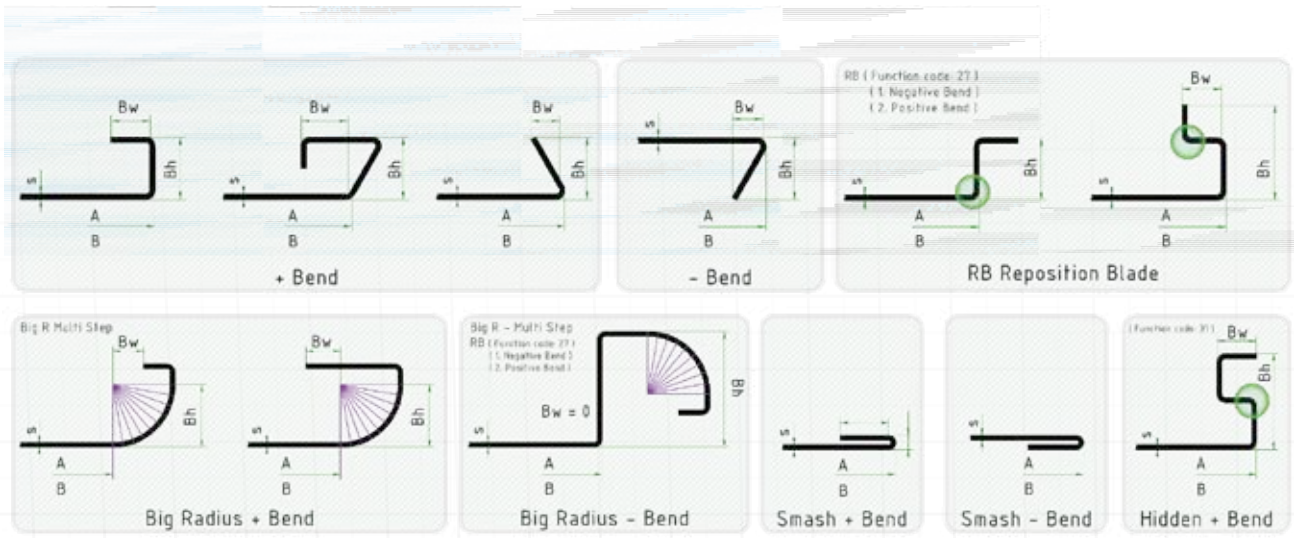 Bw
s
Bh
A
B
Bw
s
Bh
A
B
Bw
s
Bh
A
B
+ Bend
Bw
s
Bh
A
B
- Bend
RB ( Function code: 27 )
( 1. Negative Bend )
( 2. Positive Bend )
s
Bh
A
B
Bw
s
Bh
A
B
RB Reposition Blade
Big R Multi Step
Bw
s
Bh
A
B
Bw
s
Bh
A
B
Big Radius + Bend
Big R - Multi Step
RB ( Function code: 27 )
( 1. Negative Bend )
( 2. Positive Bend )
Bw = 0
s
Bh
A
B
Big Radius - Bend
s
A
B
Smash + Bend
s
A
B
Smash - Bend
( Function code: 31 )
Bw
Bh
s
A
B
Hidden + Bend